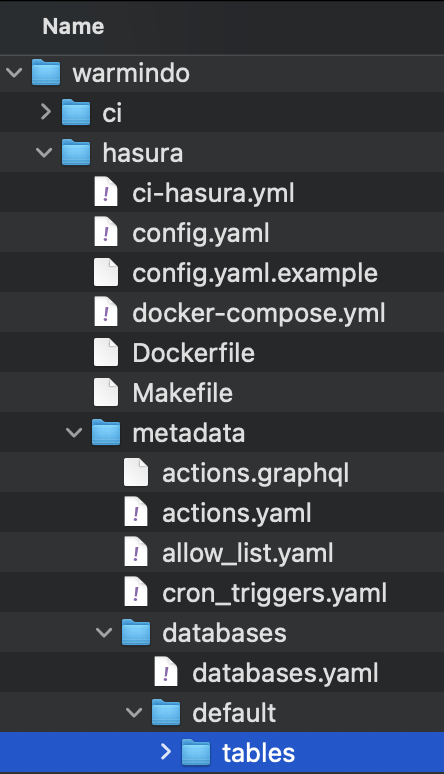 Name
warmindo
ci
hasura
ci-hasura.yml
config.yaml
config.yaml.example
docker-compose.yml
Dockerfile
Makefile
metadata
actions.graphql
actions.yaml
allow_list.yaml
cron_triggers.yaml
databases
databases.yaml
default
tables